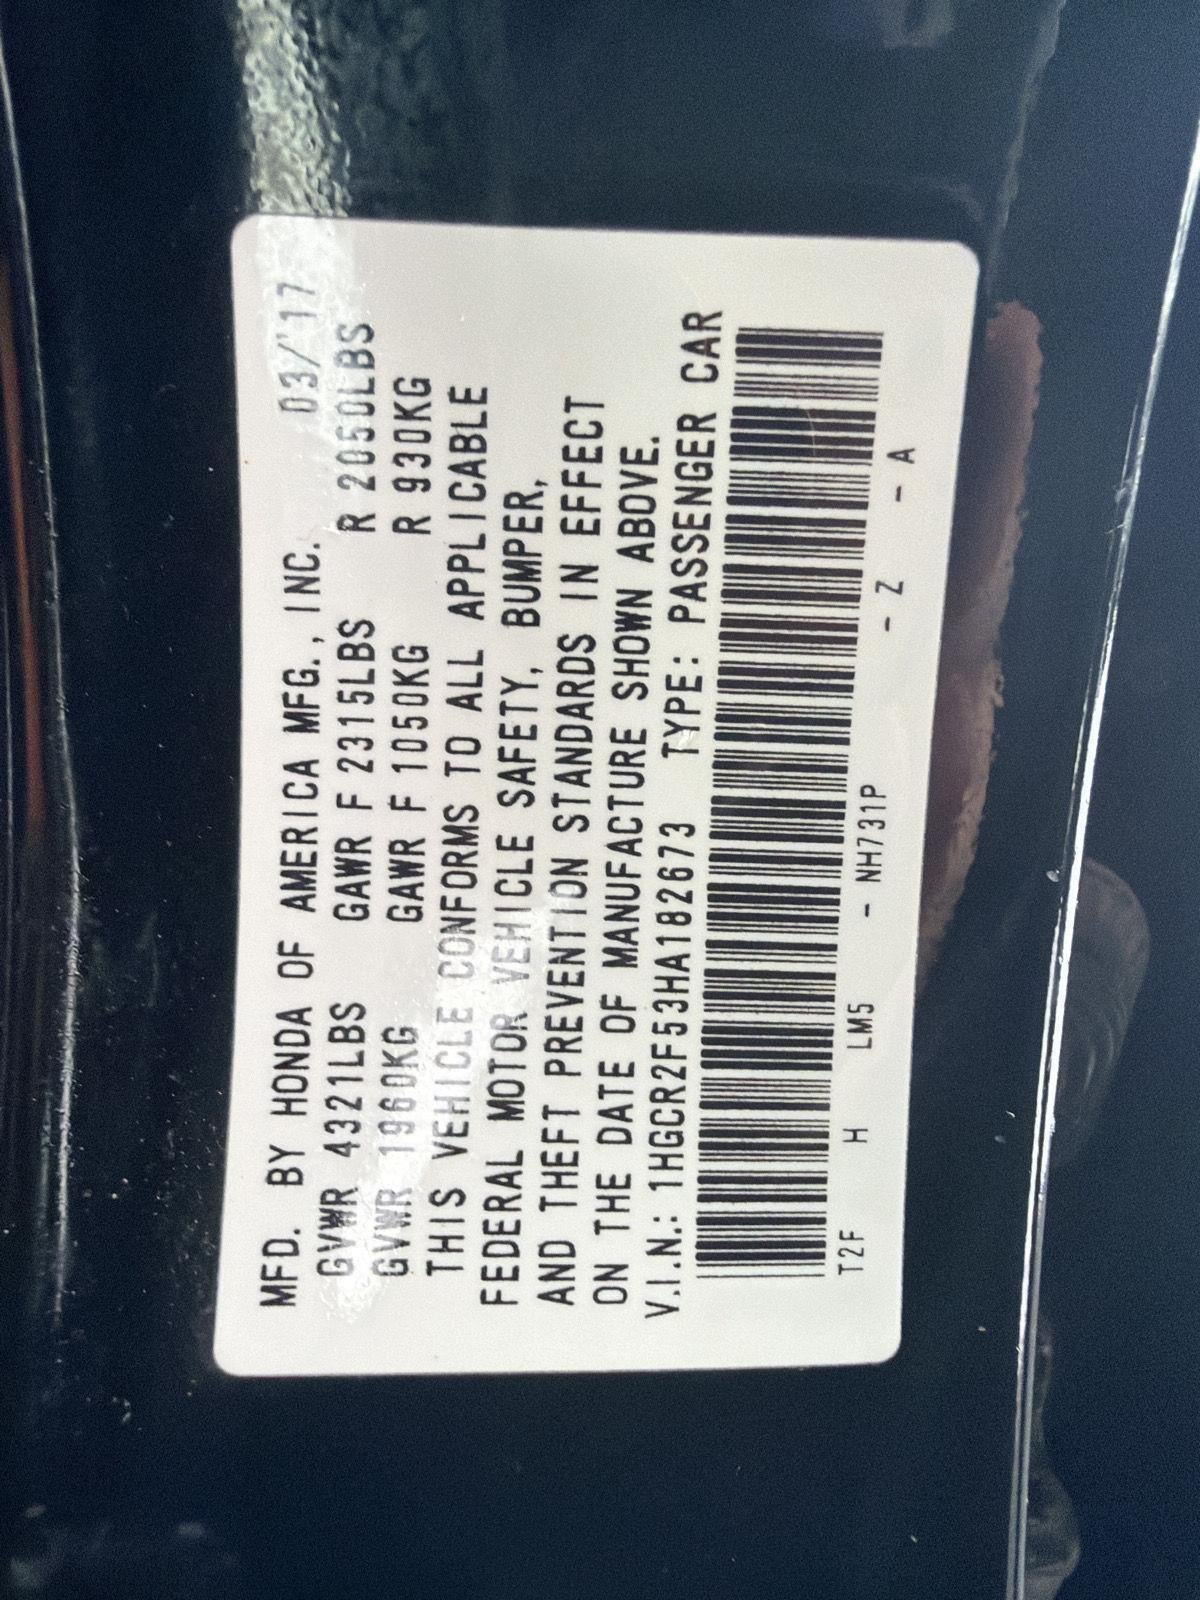 MFD. BY HONDA OF AMERICA MFG., INC. 03/'17
GVWR 4321LBS GAWR F 2315LBS R 2050LBS
GVWR 1960KG GAWR F 1050KG R 930KG
THIS VEHICLE CONFORMS TO ALL APPLICABLE
FEDERAL MOTOR VEHICLE SAFETY, BUMPER,
AND THEFT PREVENTION STANDARDS IN EFFECT
ON THE DATE OF MANUFACTURE SHOWN ABOVE.
V.I.N.: 1HGCR2F53HA182673 TYPE: PASSENGER CAR
T2F H LM5 - NH731P - Z - A